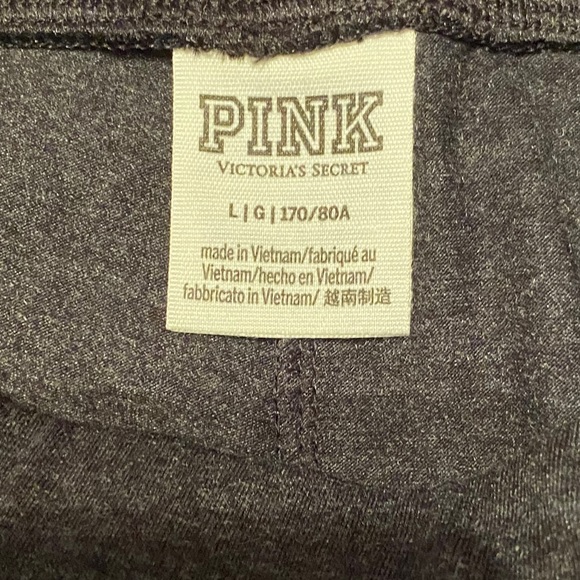 PINK
VICTORIA'S SECRET
L | G | 170/80A
made in Vietnam/fabriqué au
Vietnam/hecho en Vietnam/
fabbricato in Vietnam/ 越南制造